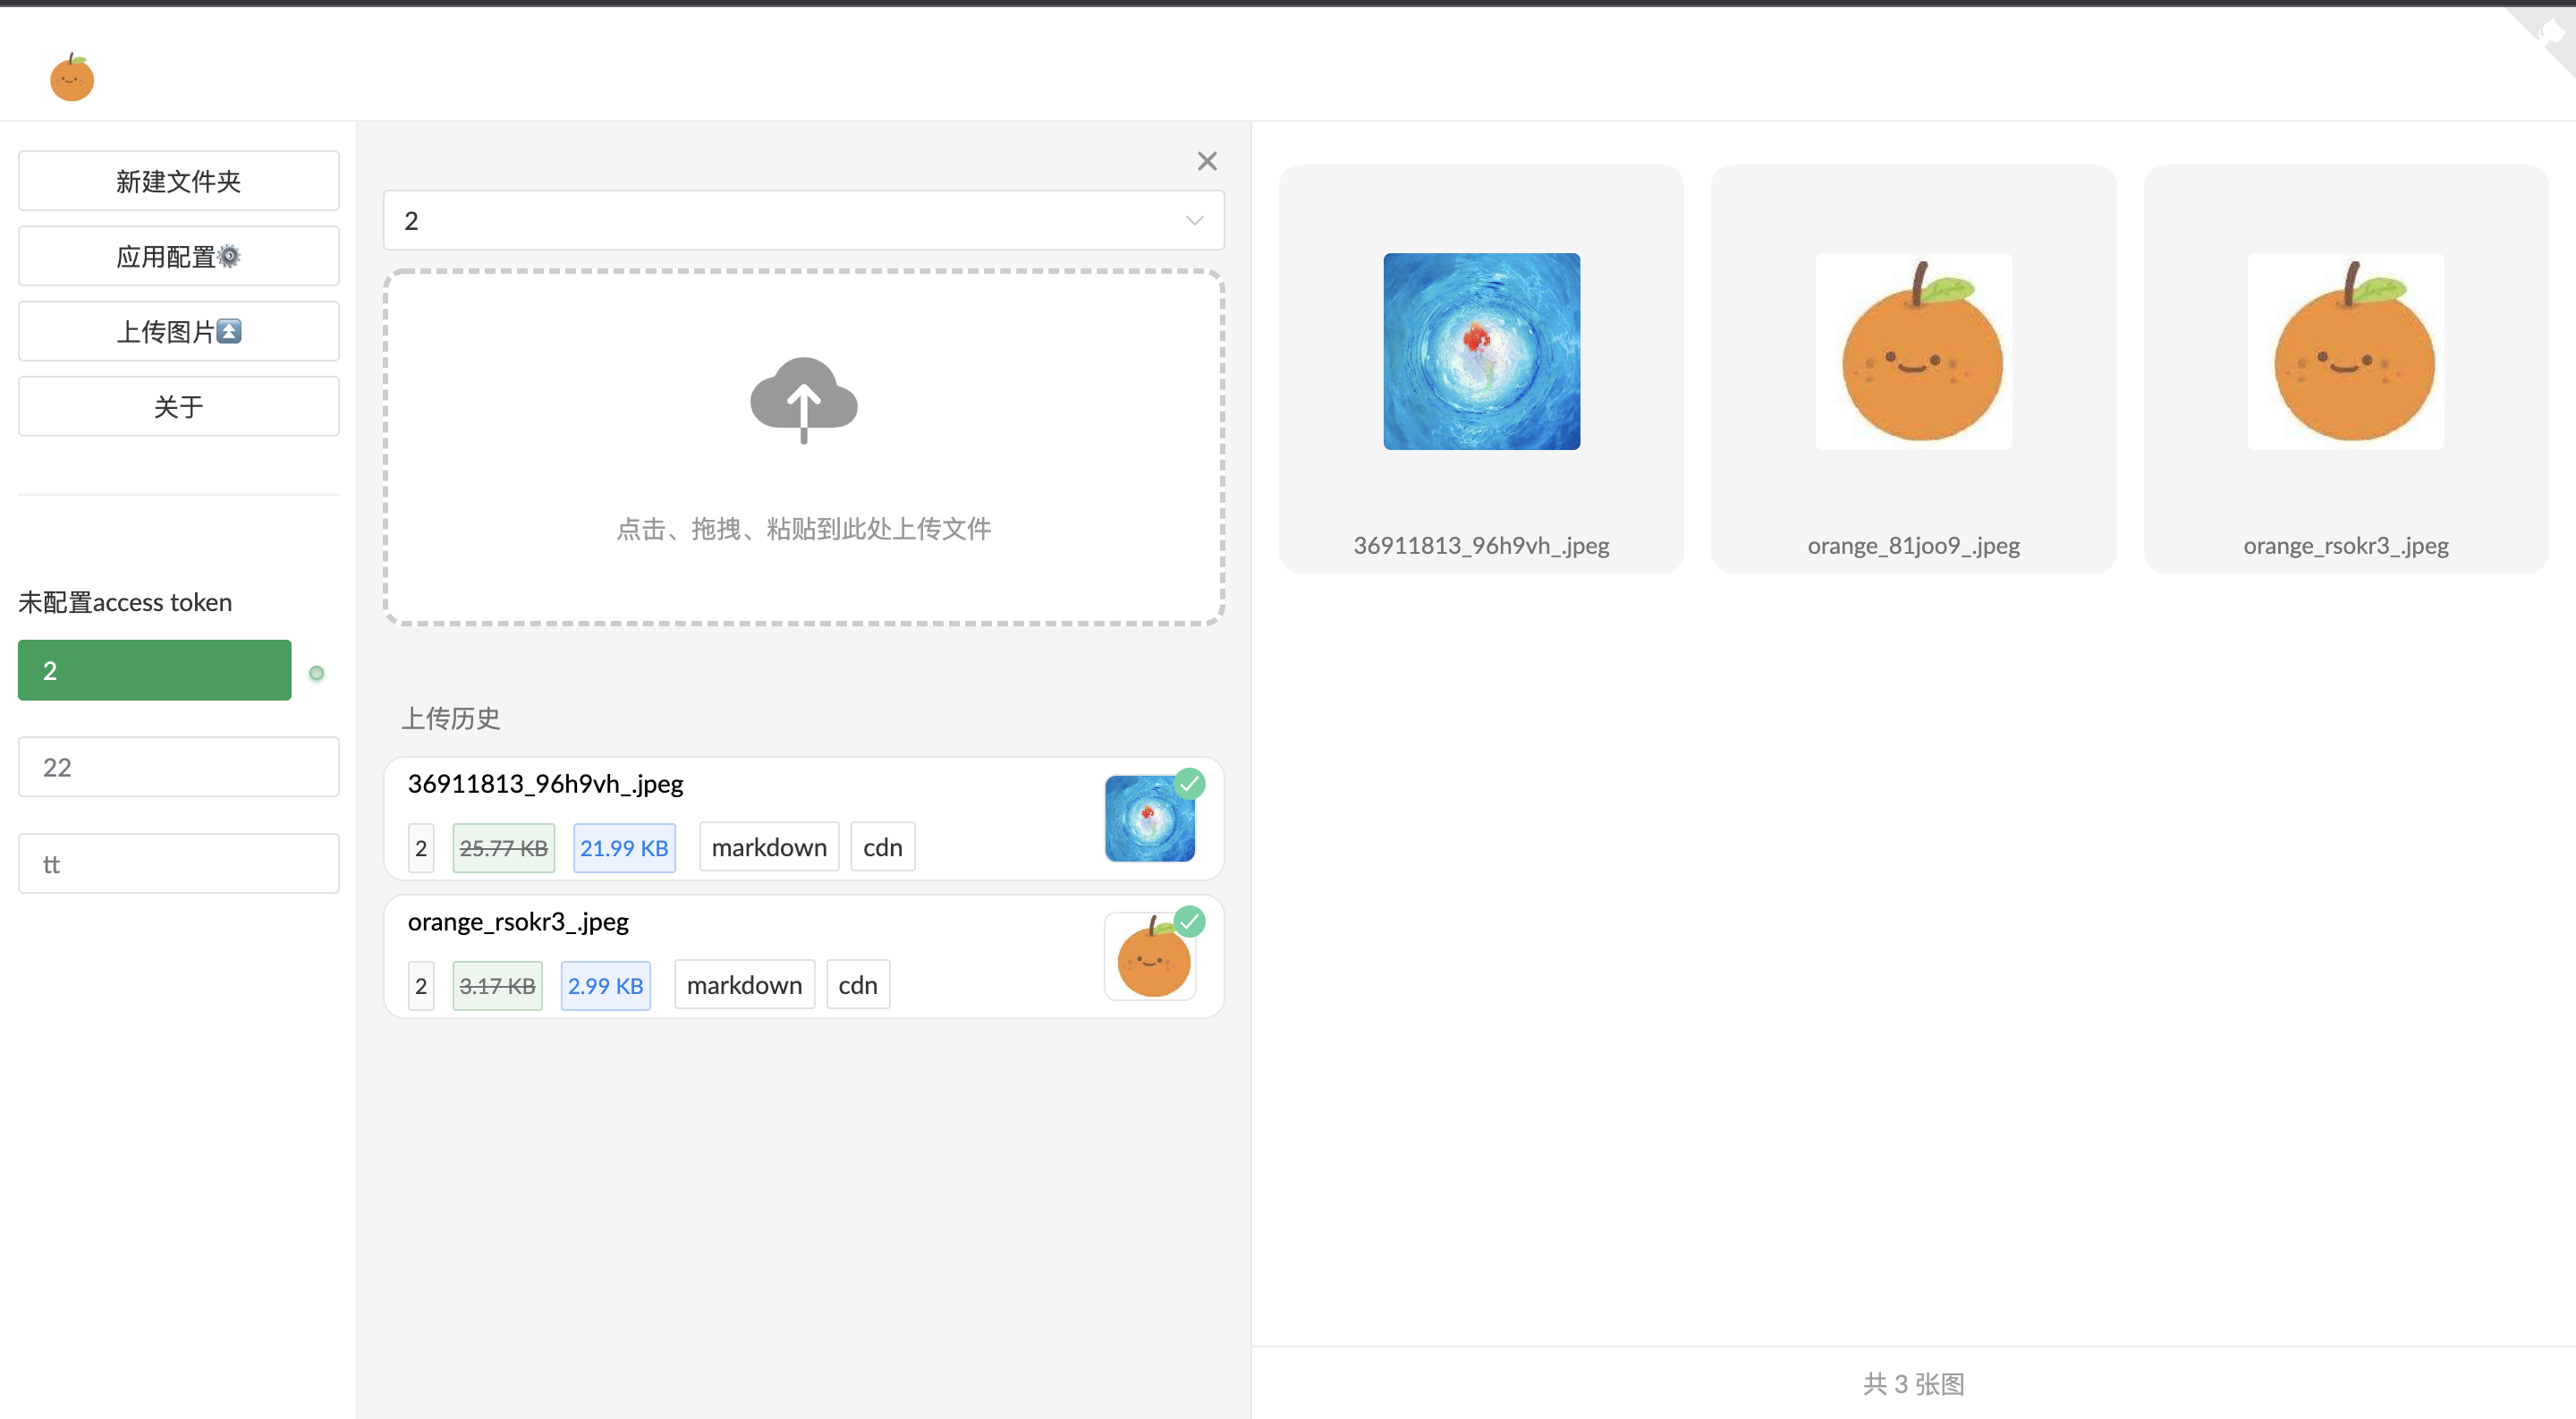 新建文件夹
应用配置⚙️
上传图片⏫
关于
未配置access token
2
22
tt
2
点击、拖拽、粘贴到此处上传文件
上传历史
36911813_96h9vh_.jpeg
2 25.77 KB 21.99 KB markdown cdn
orange_rsokr3_.jpeg
2 3.17 KB 2.99 KB markdown cdn
36911813_96h9vh_.jpeg
orange_81joo9_.jpeg
orange_rsokr3_.jpeg
共 3 张图